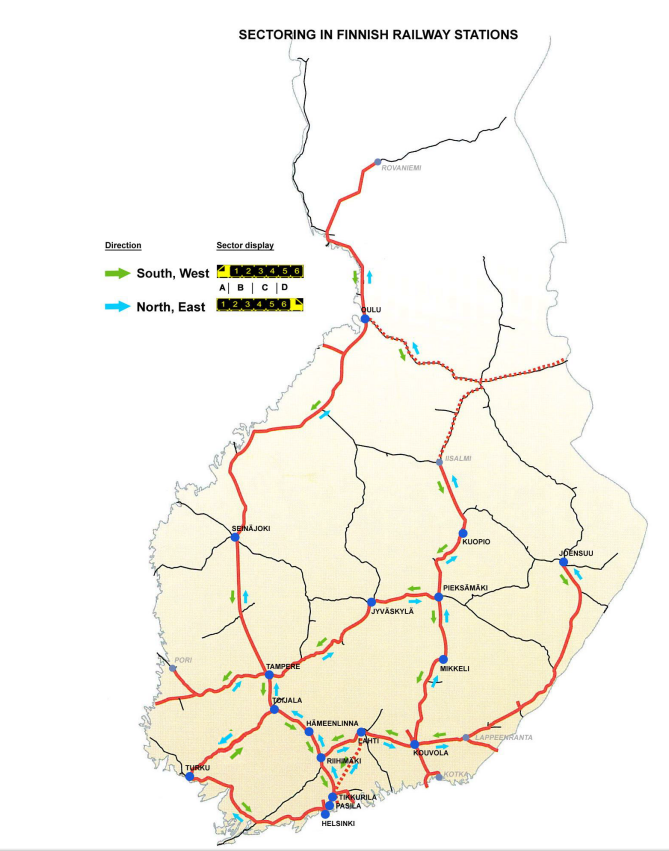 SECTORING IN FINNISH RAILWAY STATIONS
ROVANIEMI
Direction
Sector display
South, West
1 2 3 4 5 6
A| B | C | D
North, East
1 2 3 4 5 6
OULU
IISALMI
SEINÄJOKI
KUOPIO
JOENSUU
PIEKSÄMÄKI
JYVÄSKYLÄ
PORI
TAMPERE
MIKKELI
TOIJALA
HÄMEENLINNA
LAHTI
LAPPEENRANTA
KOUVOLA
RIIHIMÄKI
TURKU
KOTKA
TIKKURILA
PASILA
HELSINKI